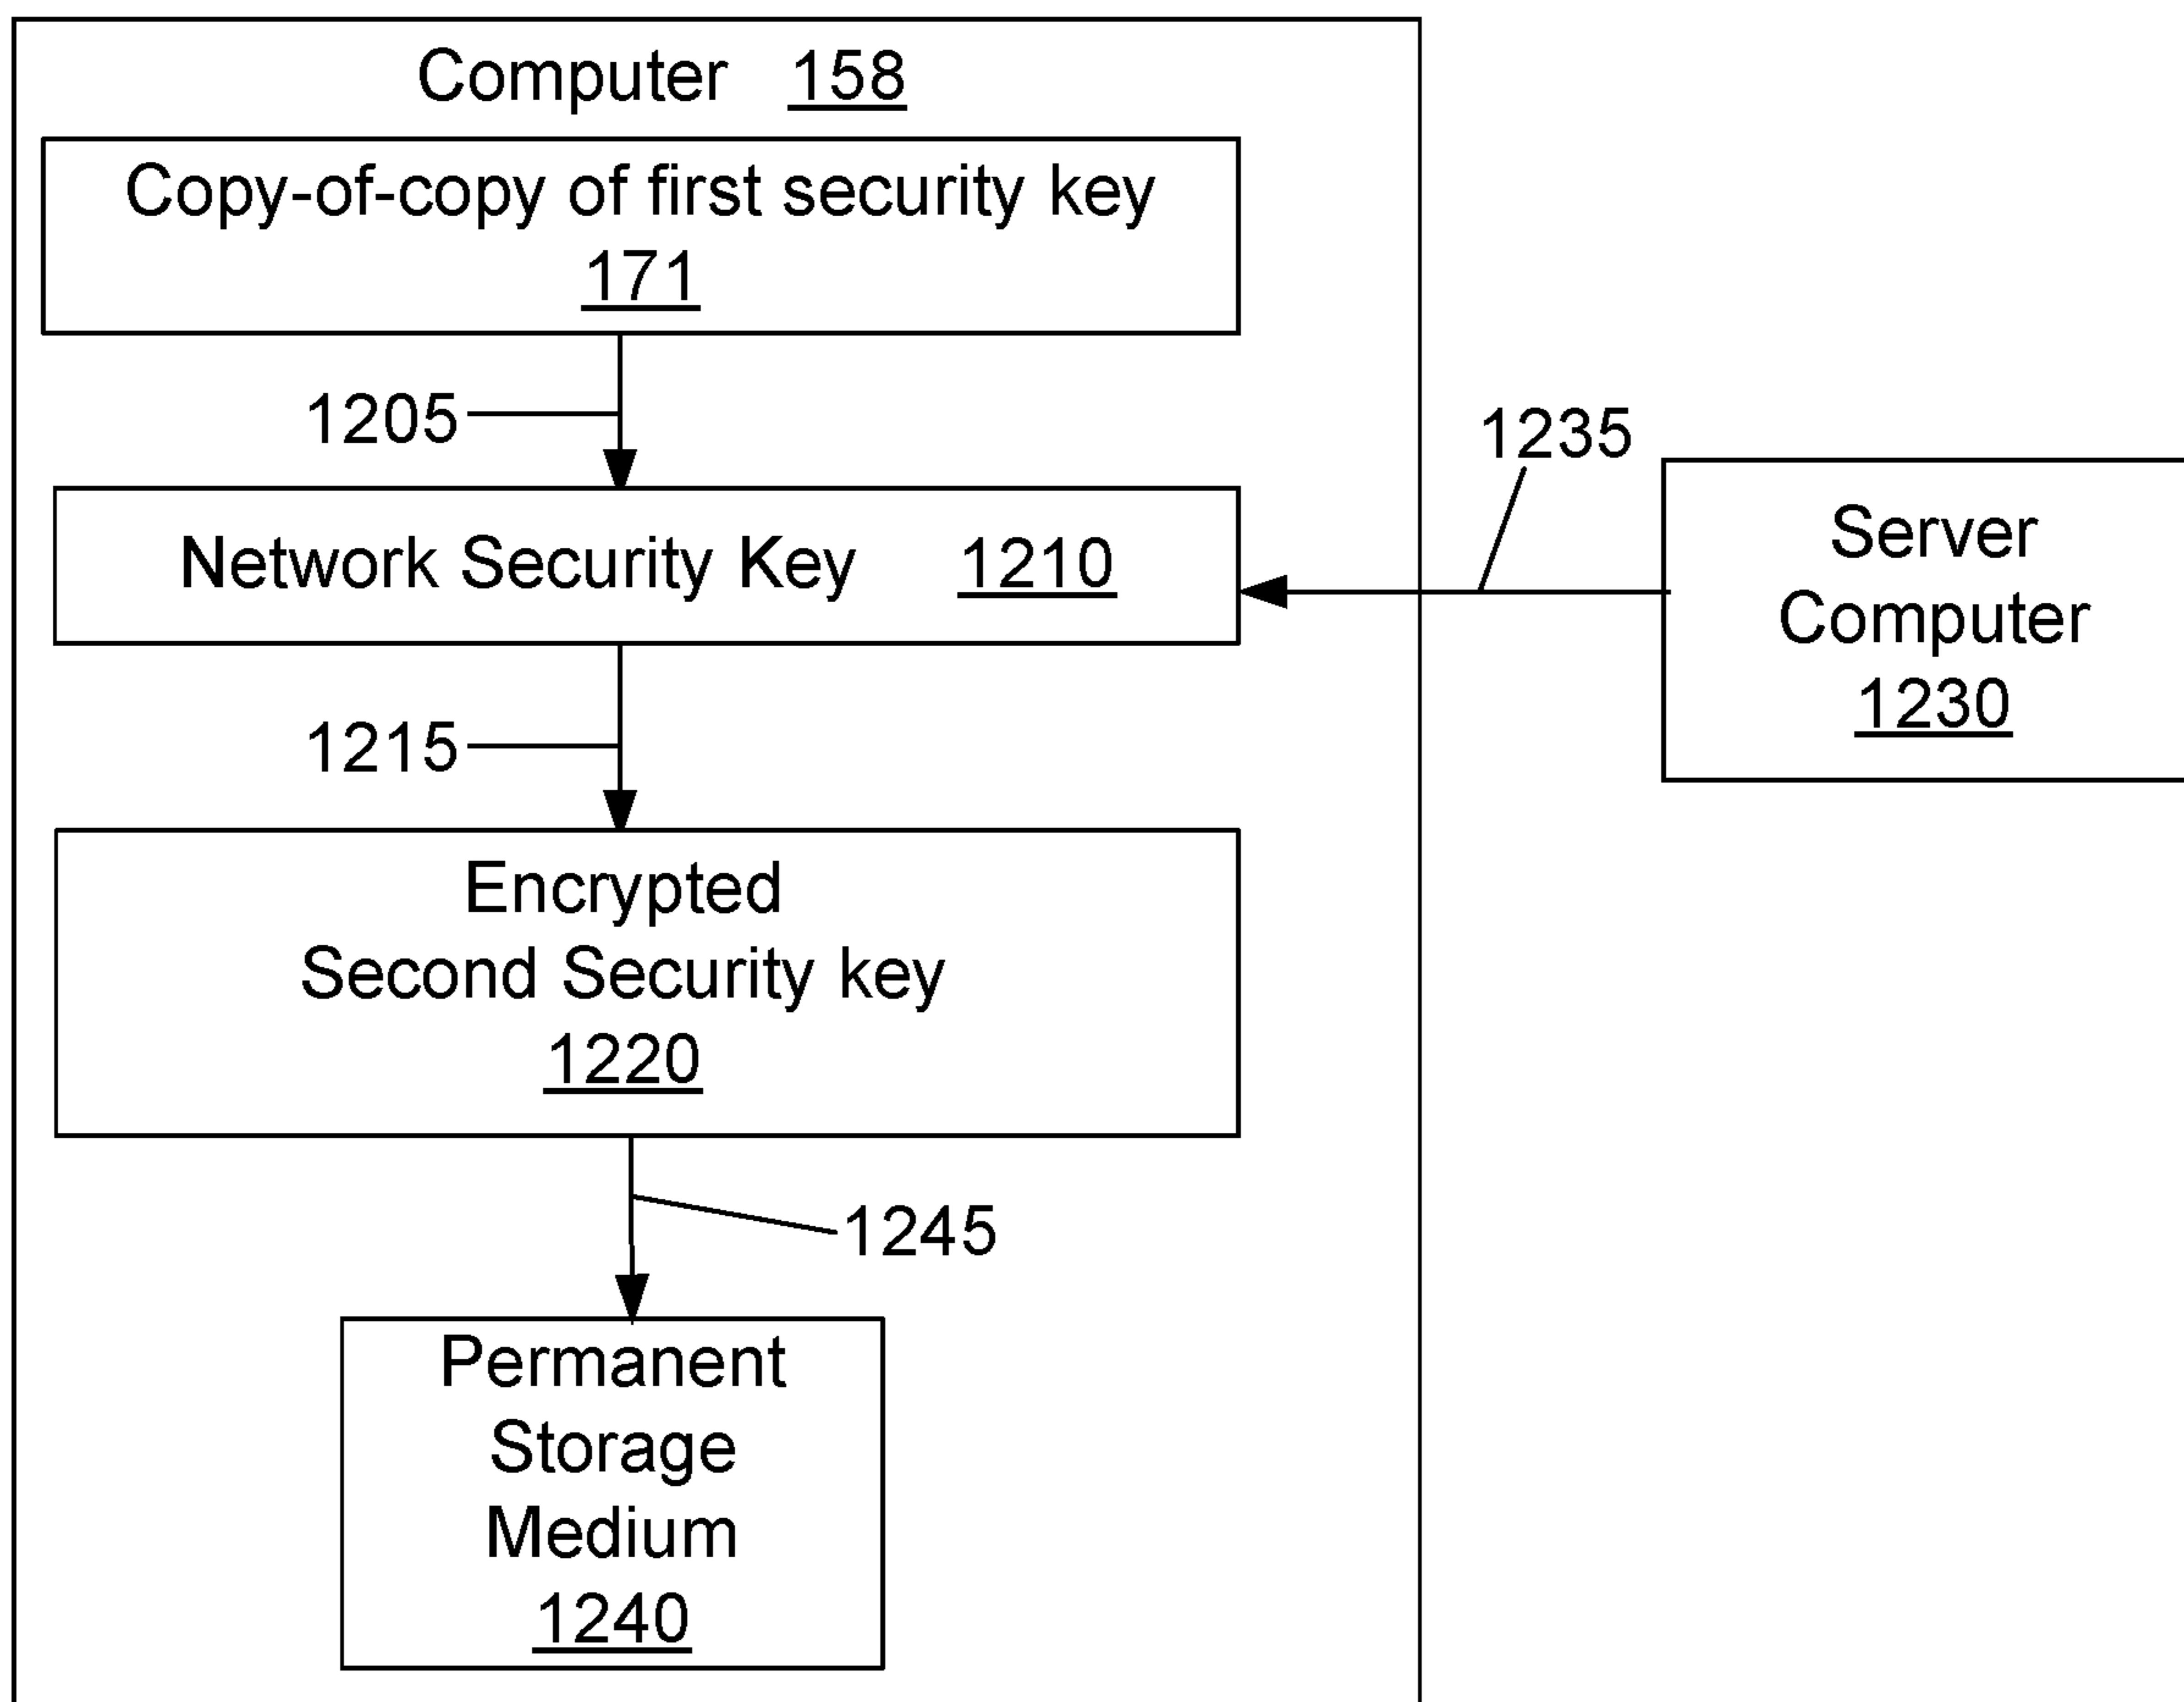 Computer 158
Copy-of-copy of first security key
171
1205
Network Security Key 1210
1235
Server
Computer
1230
1215
Encrypted
Second Security key
1220
1245
Permanent
Storage
Medium
1240